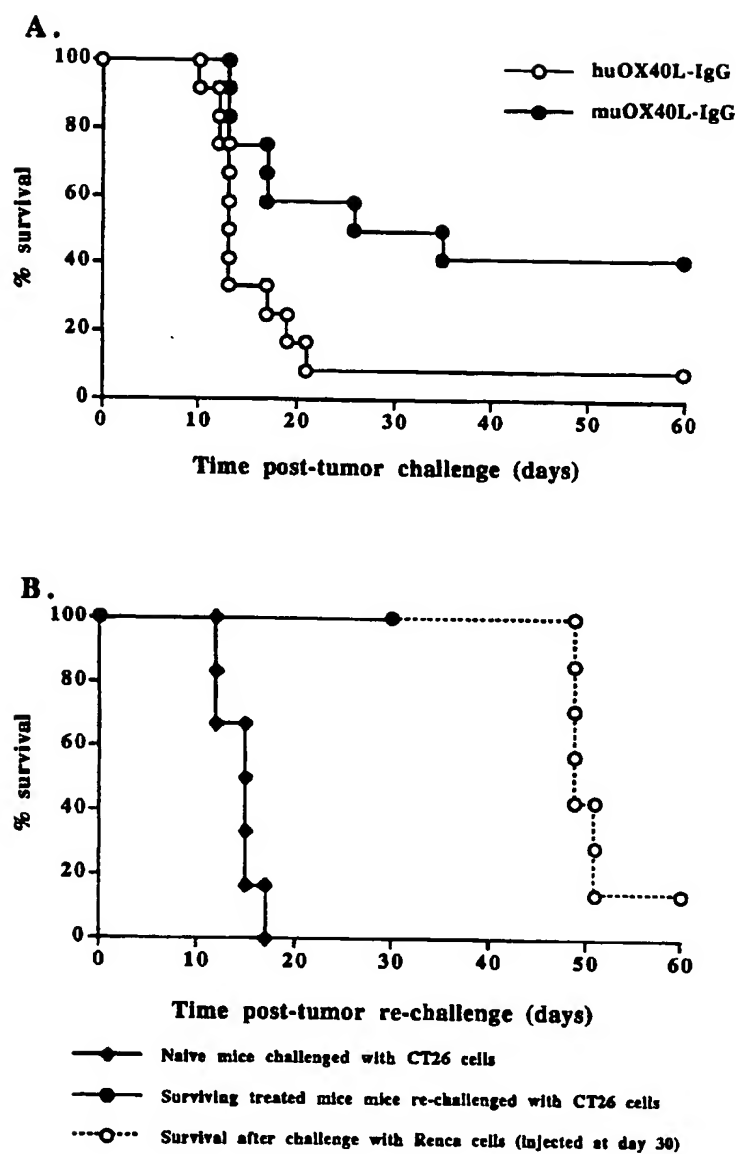 A.
100
80
60
40
20
0
% survival
huOX40L-IgG
muOX40L-IgG
0 10 20 30 40 50 60
Time post-tumor challenge (days)
B.
100
80
60
40
20
0
% survival
0 10 20 30 40 50 60
Time post-tumor re-challenge (days)
Naive mice challenged with CT26 cells
Surviving treated mice mice re-challenged with CT26 cells
Survival after challenge with Renca cells (injected at day 30)